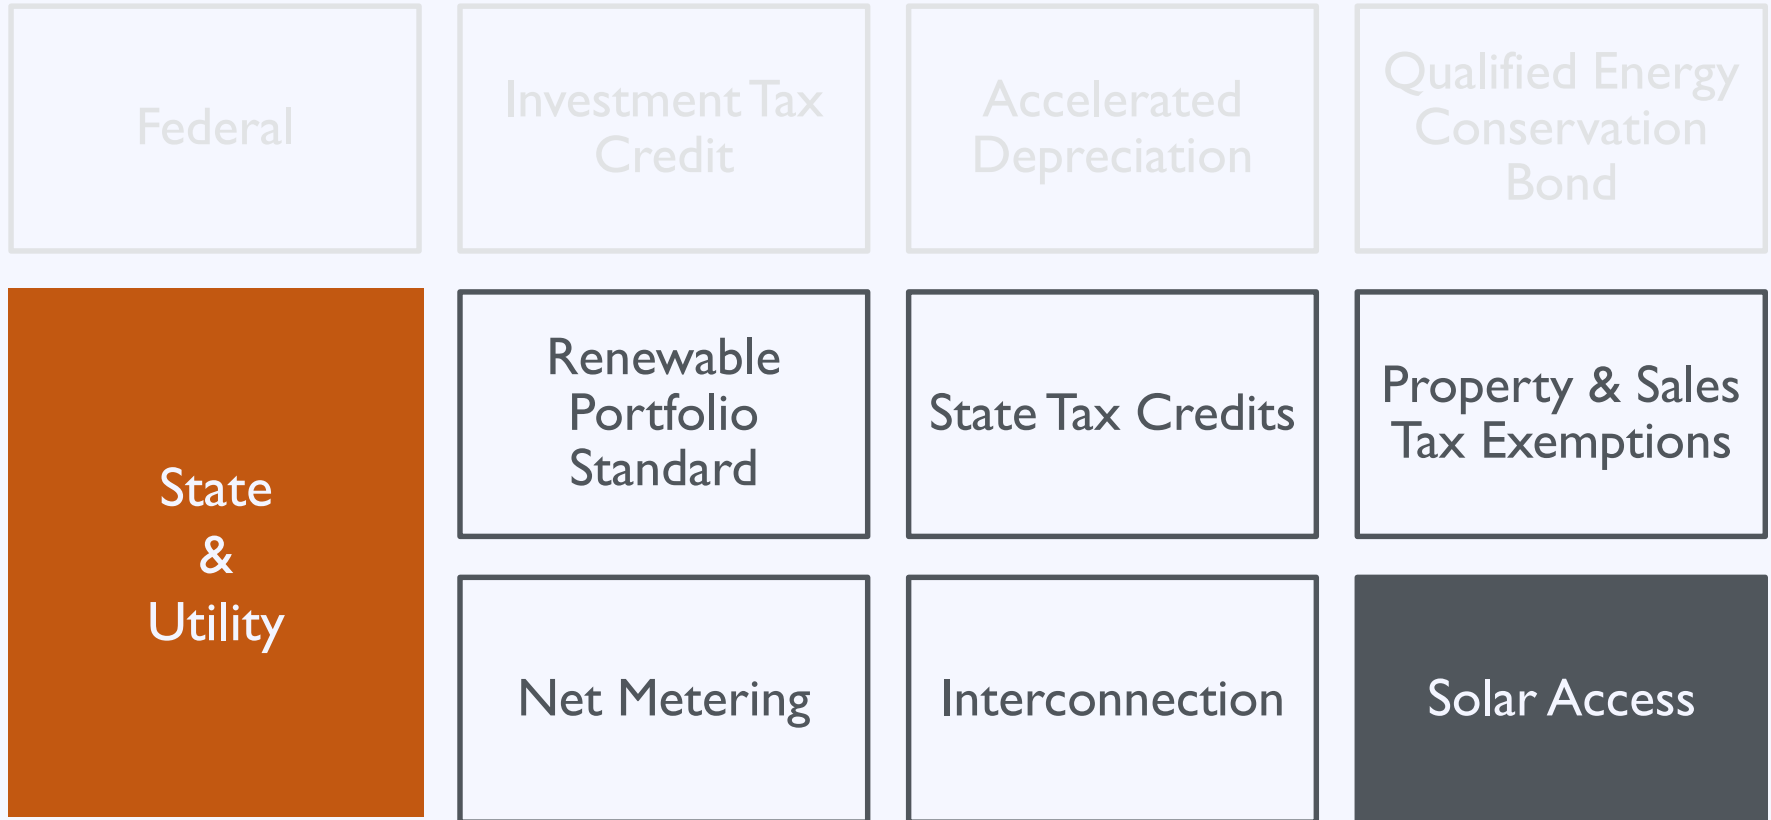 Federal
Investment Tax
Credit
Accelerated
Depreciation
Qualified Energy
Conservation
Bond
State
&
Utility
Renewable
Portfolio
Standard
State Tax Credits
Property & Sales
Tax Exemptions
Net Metering
Interconnection
Solar Access